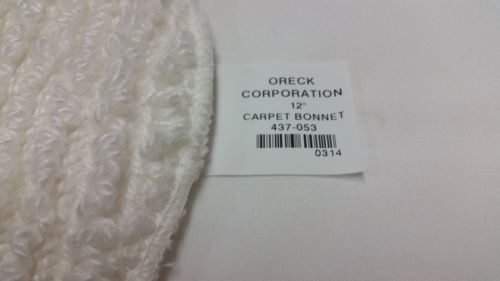 ORECK
CORPORATION
12"
CARPET BONNET
437-053
0314